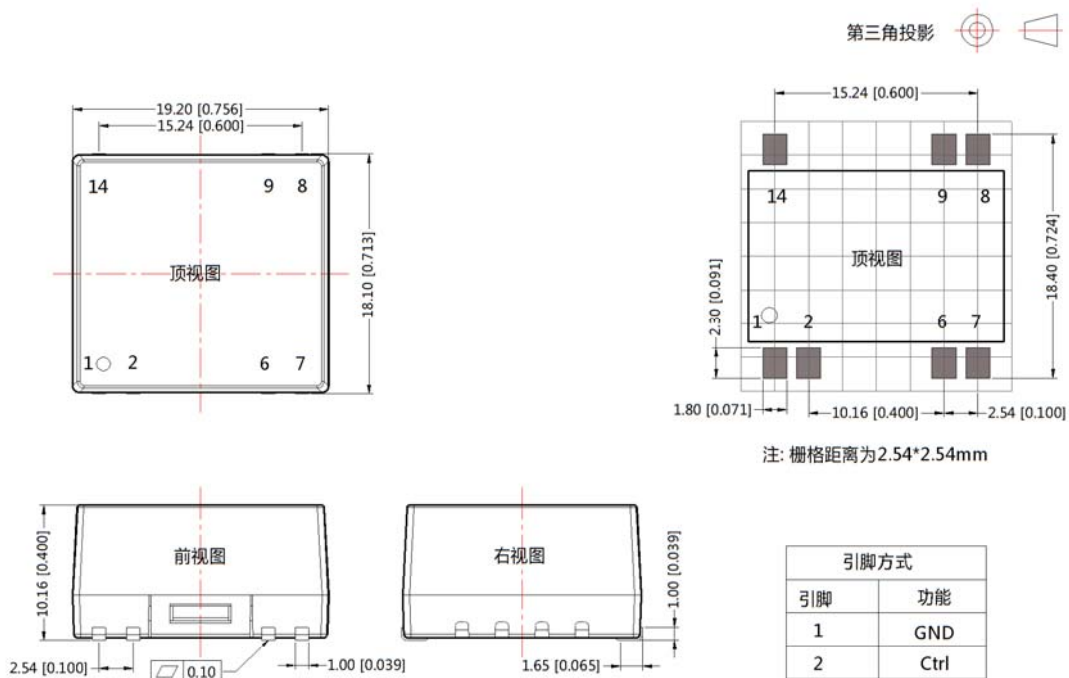 第三角投影
19.20 [0.756]
15.24 [0.600]
14 9 8
顶视图
18.10 [0.713]
1 2 6 7
15.24 [0.600]
14 9 8
顶视图
18.40 [0.724]
2.30 [0.091]
1 2 6 7
1.80 [0.071]
10.16 [0.400]
2.54 [0.100]
注: 栅格距离为2.54*2.54mm
10.16 [0.400]
前视图
2.54 [0.100]
0.10
1.00 [0.039]
右视图
1.00 [0.039]
1.65 [0.065]
引脚方式
引脚 功能
1 GND
2 Ctrl